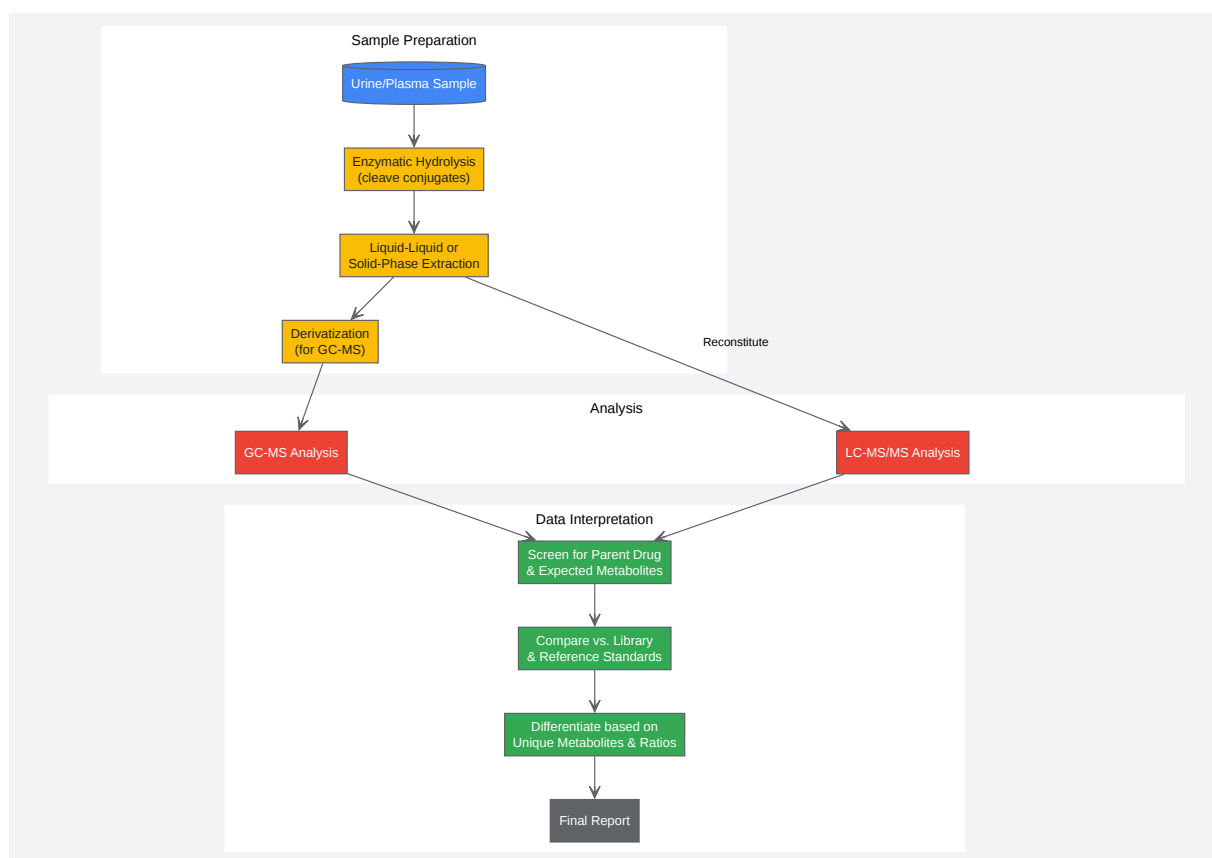 Sample Preparation
Urine/Plasma Sample
Enzymatic Hydrolysis
(cleave conjugates)
Liquid-Liquid or
Solid-Phase Extraction
Derivatization
(for GC-MS)
Reconstitute
Analysis
GC-MS Analysis
LC-MS/MS Analysis
Data Interpretation
Screen for Parent Drug
& Expected Metabolites
Compare vs. Library
& Reference Standards
Differentiate based on
Unique Metabolites & Ratios
Final Report